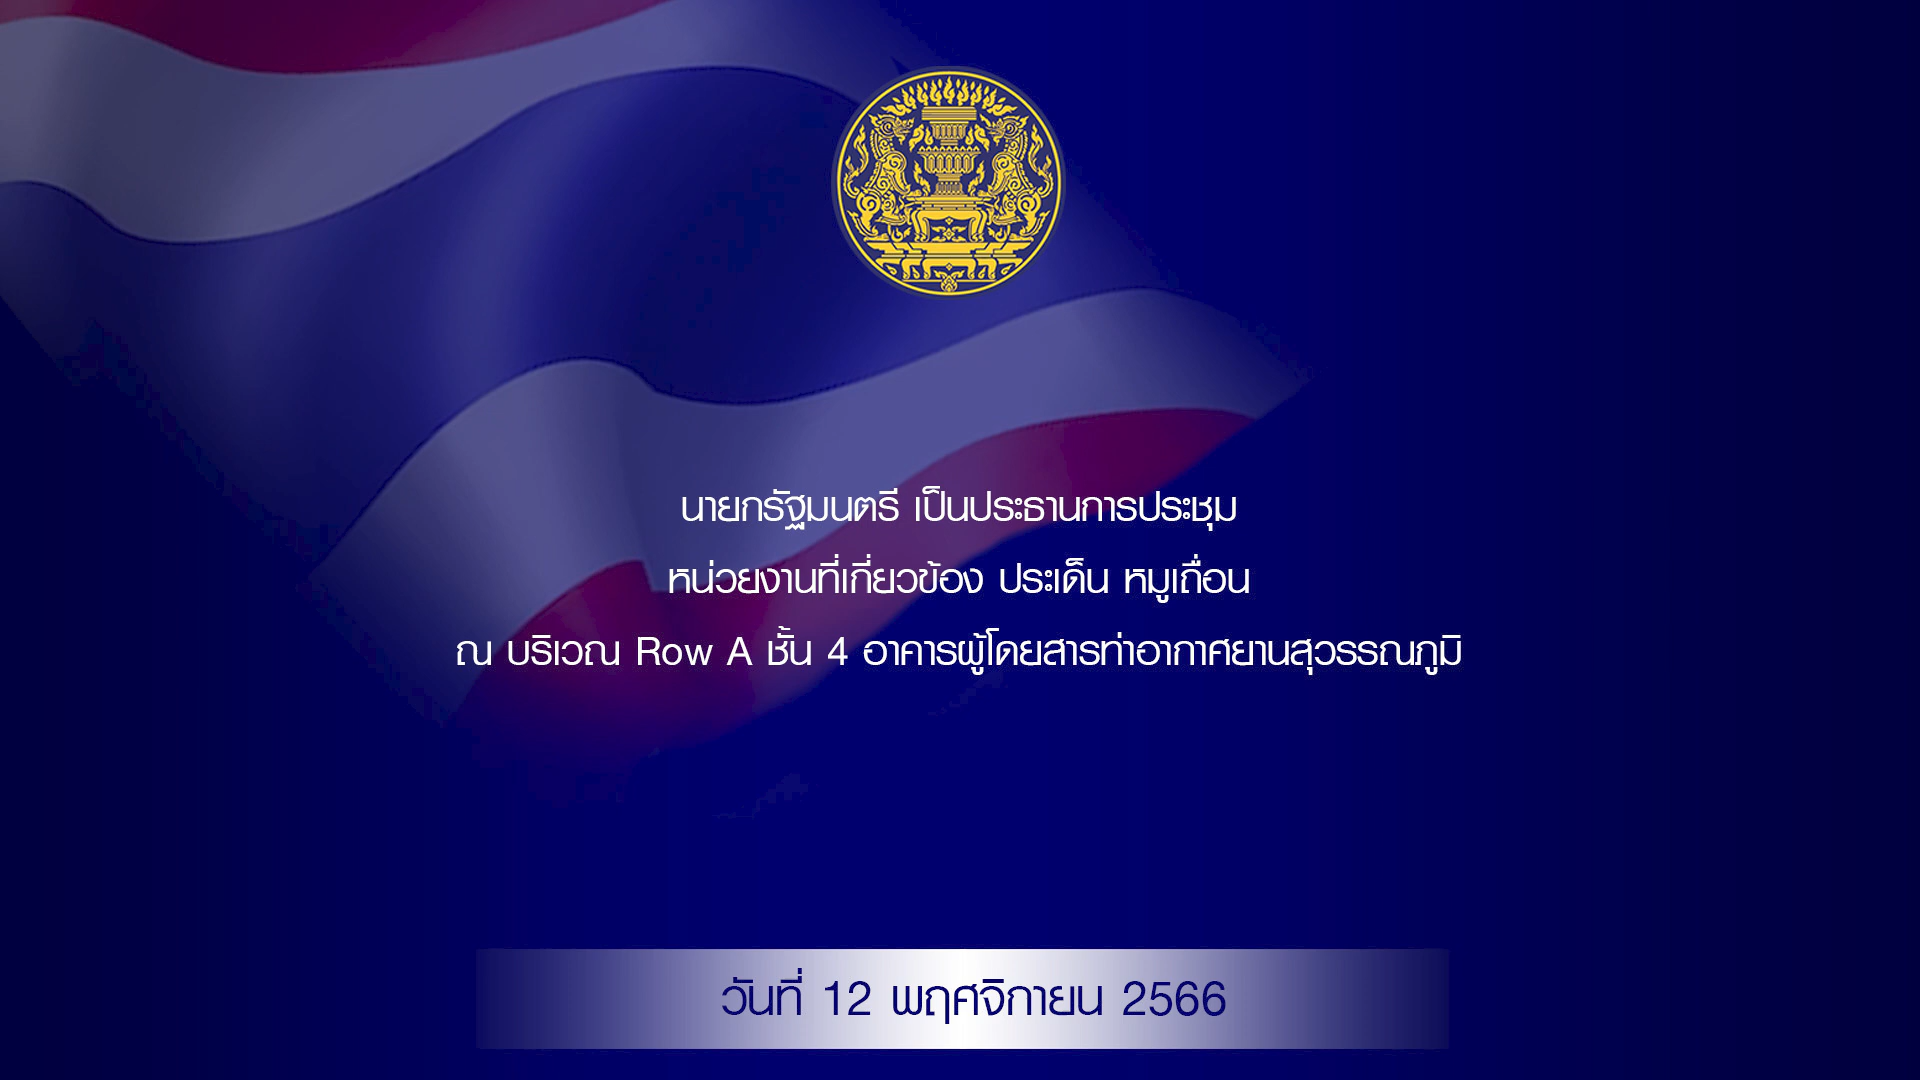 นายกรัฐมนตรี เป็นประธานการประชุม
หน่วยงานที่เกี่ยวข้อง ประเด็น หมูเถื่อน
ณ บริเวณ Row A ชั้น 4 อาคารผู้โดยสารท่าอากาศยานสุวรรณภูมิ
วันที่ 12 พฤศจิกายน 2566